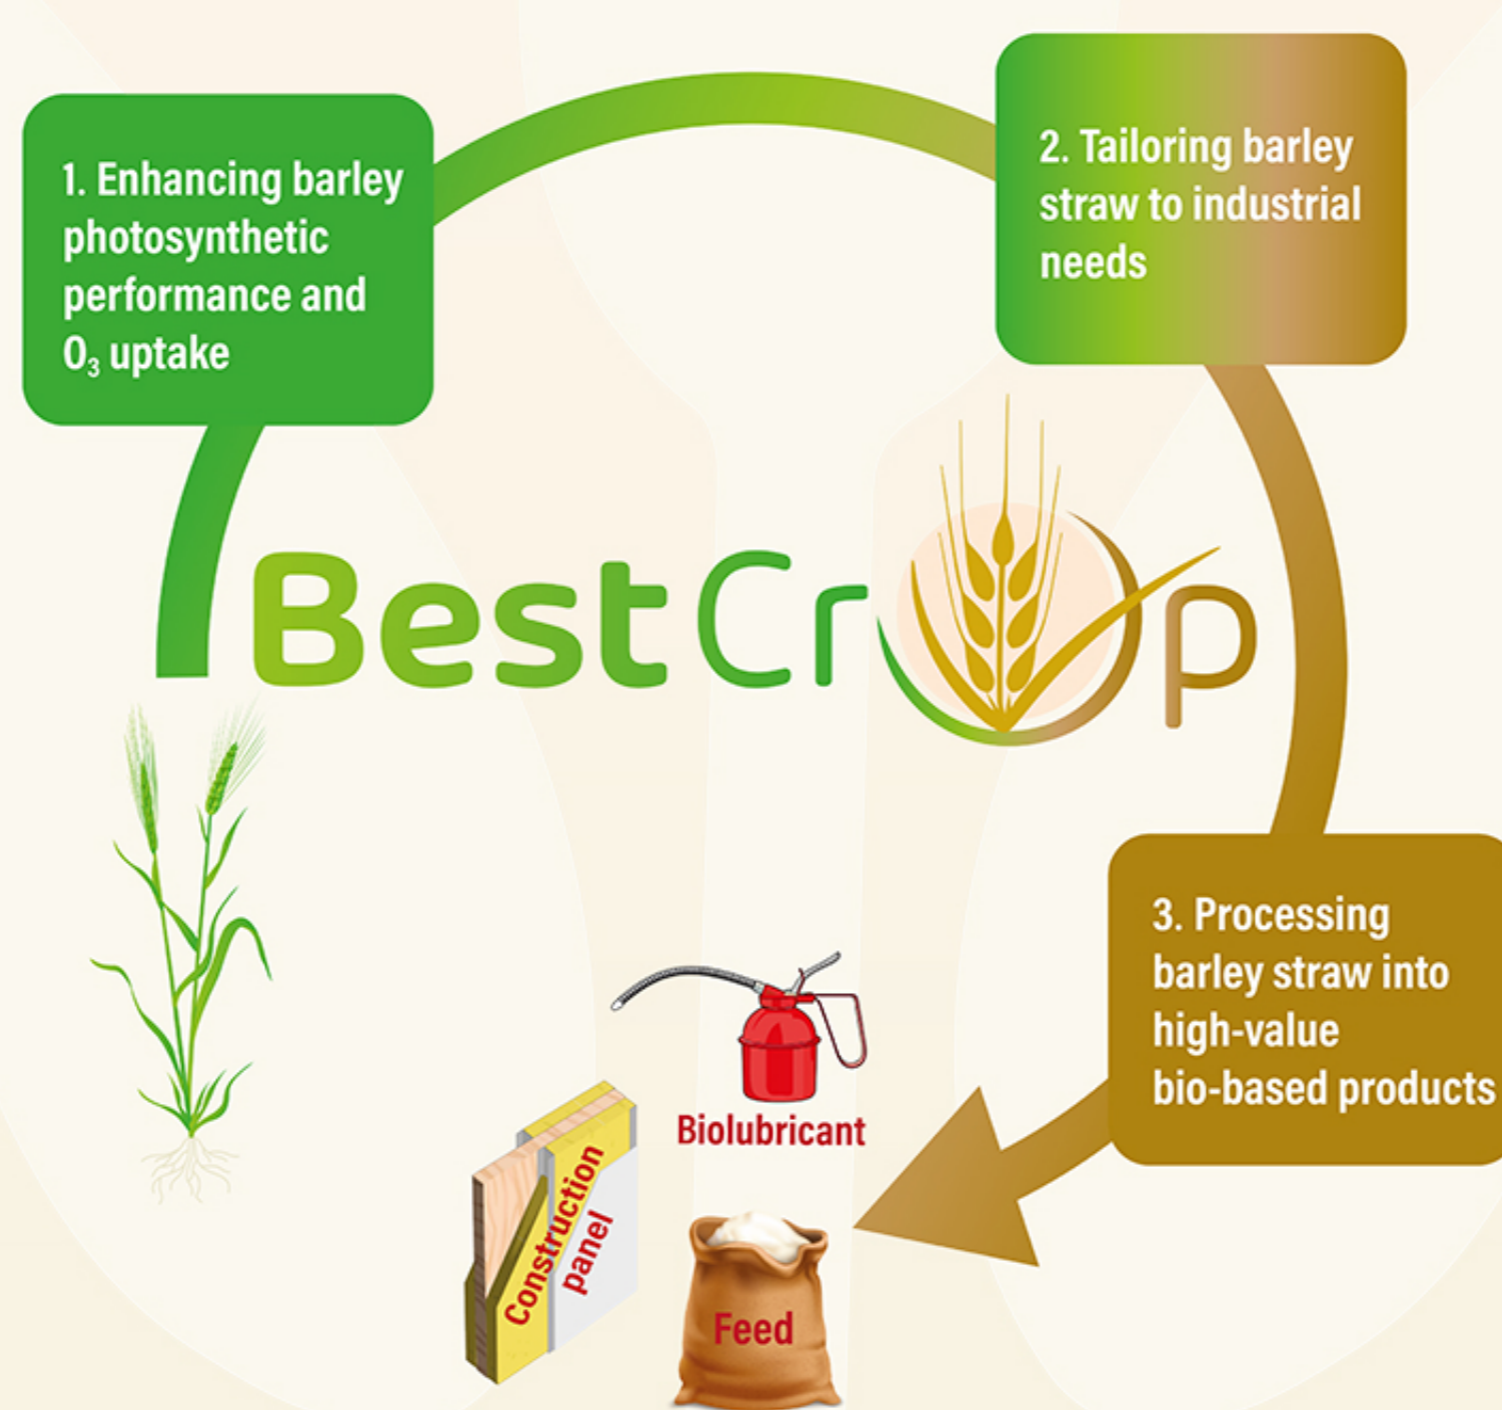 1. Enhancing barley
photosynthetic
performance and
O₃ uptake
2. Tailoring barley
straw to industrial
needs
BestCrOp
3. Processing
barley straw into
high-value
bio-based products
Biolubricant
Construction
panel
Feed